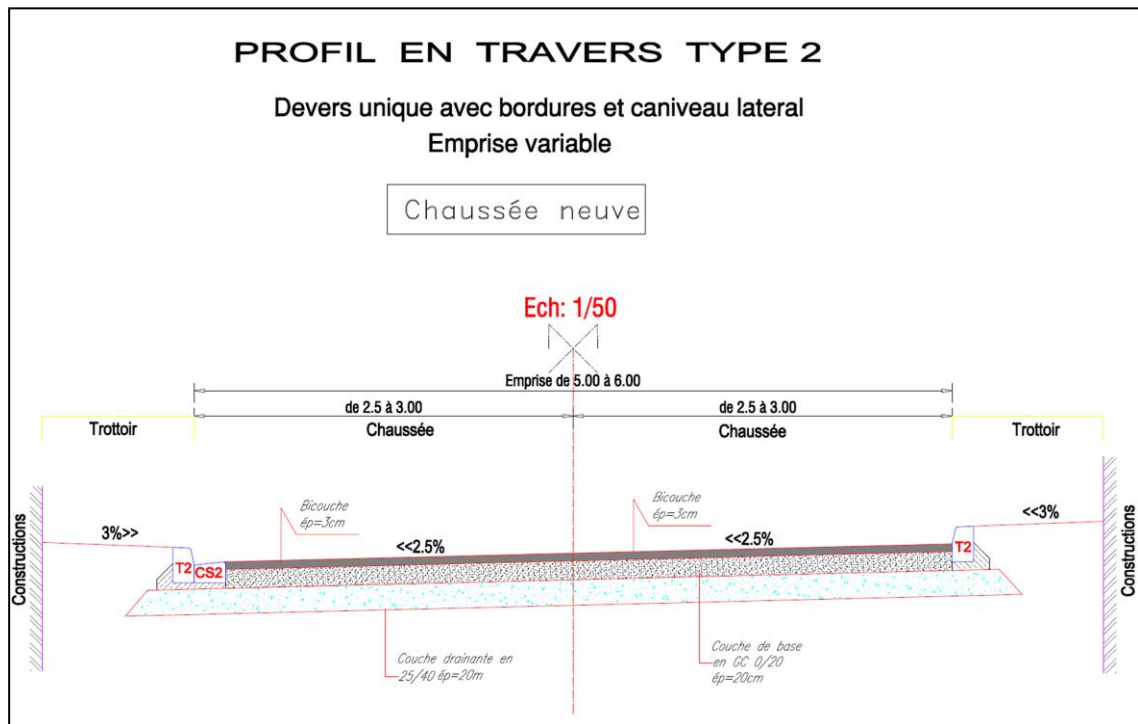 PROFIL EN TRAVERS TYPE 2
Devers unique avec bordures et caniveau lateral
Emprise variable
Chaussée neuve
Ech: 1/50
Emprise de 5.00 à 6.00
de 2.5 à 3.00
de 2.5 à 3.00
Trottoir
Chaussée
Chaussée
Trottoir
Bicouche
ép=3cm
Bicouche
ép=3cm
3%>>
<<2.5%
<<2.5%
<<3%
Constructions
T2
CS2
T2
Constructions
Couche drainante en
25/40 ép=20m
Couche de base
en GC 0/20
ép=20cm